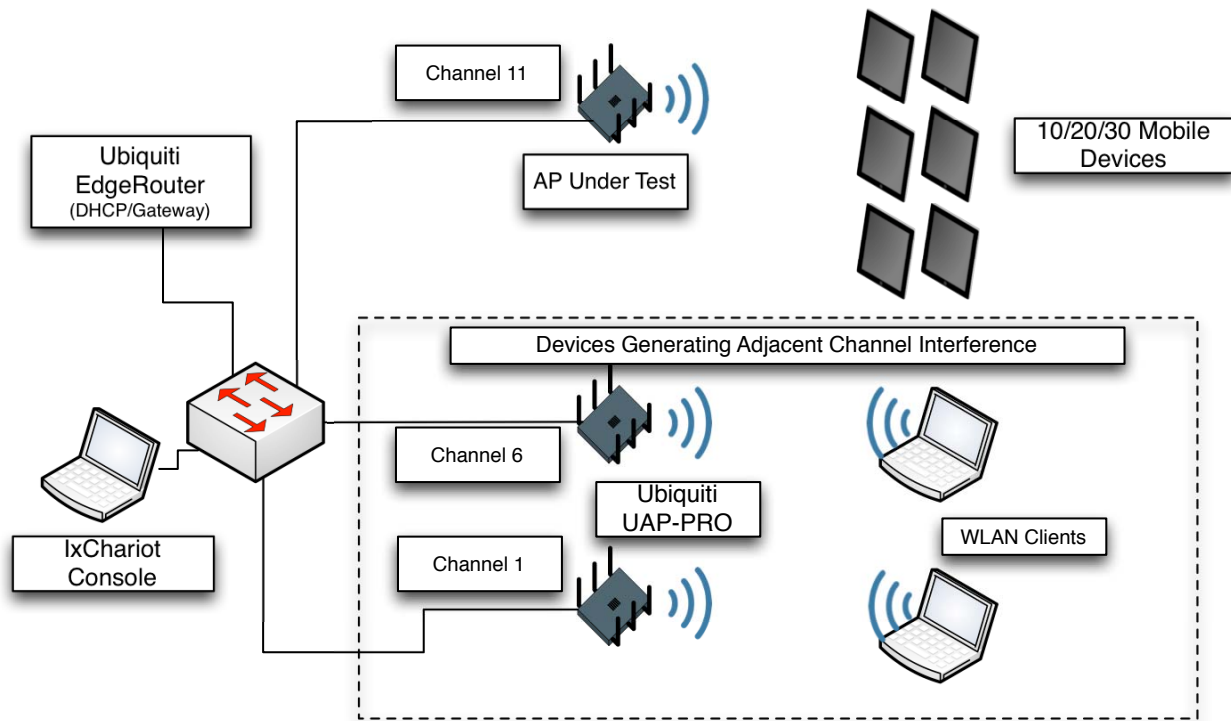 Channel 11
AP Under Test
10/20/30 Mobile
Devices
Ubiquiti
EdgeRouter
(DHCP/Gateway)
Devices Generating Adjacent Channel Interference
Channel 6
Ubiquiti
UAP-PRO
WLAN Clients
IxChariot
Console
Channel 1